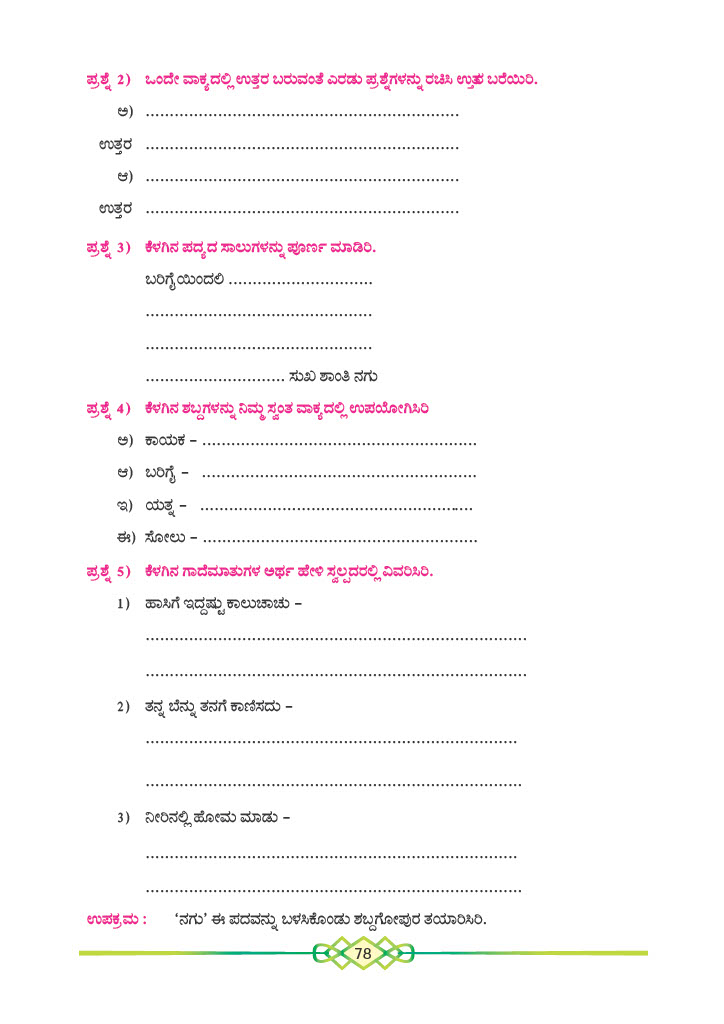 ಪ್ರಶ್ನೆ 2) ಒಂದೇ ವಾಕ್ಯದಲ್ಲಿ ಉತ್ತರ ಬರುವಂತೆ ಎರಡು ಪ್ರಶ್ನೆಗಳನ್ನು ರಚಿಸಿ ಉತ್ತರ ಬರೆಯಿರಿ.
ಅ) .................................................................
ಉತ್ತರ .................................................................
ಆ) .................................................................
ಉತ್ತರ .................................................................
ಪ್ರಶ್ನೆ 3) ಕೆಳಗಿನ ಪದ್ಯದ ಸಾಲುಗಳನ್ನು ಪೂರ್ಣ ಮಾಡಿರಿ.
ಬರಿಗೈಯಿಂದಲಿ ..............................
...............................................
...............................................
............................. ಸುಖ ಶಾಂತಿ ನಗು
ಪ್ರಶ್ನೆ 4) ಕೆಳಗಿನ ಶಬ್ದಗಳನ್ನು ನಿಮ್ಮ ಸ್ವಂತ ವಾಕ್ಯದಲ್ಲಿ ಉಪಯೋಗಿಸಿರಿ
ಅ) ಕಾಯಕ – .........................................................
ಆ) ಬರಿಗೈ – .........................................................
ಇ) ಯತ್ನ – .........................................................
ಈ) ಸೋಲು – .........................................................
ಪ್ರಶ್ನೆ 5) ಕೆಳಗಿನ ಗಾದೆಮಾತುಗಳ ಅರ್ಥ ಹೇಳಿ ಸ್ವಲ್ಪದರಲ್ಲಿ ವಿವರಿಸಿರಿ.
1) ಹಾಸಿಗೆ ಇದ್ದಷ್ಟು ಕಾಲುಚಾಚು –
...............................................................................
...............................................................................
2) ತನ್ನ ಬೆನ್ನು ತನಗೆ ಕಾಣಿಸದು –
.............................................................................
..............................................................................
3) ನೀರಿನಲ್ಲಿ ಹೋಮ ಮಾಡು –
.............................................................................
..............................................................................
ಉಪಕ್ರಮ : ‘ನಗು’ ಈ ಪದವನ್ನು ಬಳಸಿಕೊಂಡು ಶಬ್ದಗೋಪುರ ತಯಾರಿಸಿರಿ.
78